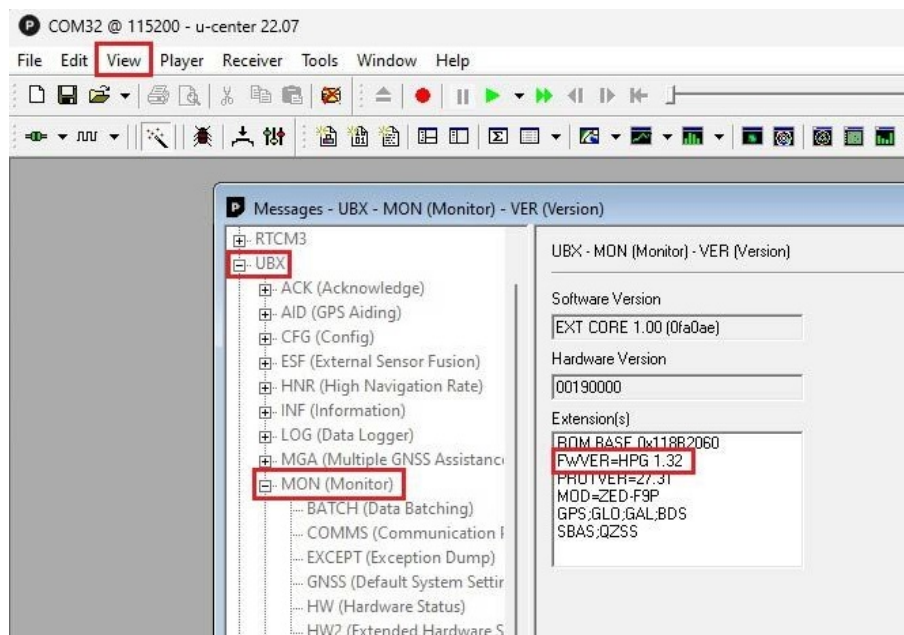 COM32 @ 115200 - u-center 22.07
File Edit View Player Receiver Tools Window Help
Messages - UBX - MON (Monitor) - VER (Version)
RTCM3
UBX
ACK (Acknowledge)
AID (GPS Aiding)
CFG (Config)
ESF (External Sensor Fusion)
HNR (High Navigation Rate)
INF (Information)
LOG (Data Logger)
MGA (Multiple GNSS Assistance
MON (Monitor)
BATCH (Data Batching)
COMMS (Communication
EXCEPT (Exception Dump)
GNSS (Default System Settin
HW (Hardware Status)
HW2 (Extended Hardware S
UBX - MON (Monitor) - VER (Version)
Software Version
EXT CORE 1.00 (0fa0ae)
Hardware Version
00190000
Extension(s)
ROM BASE 0x118B2060
FWVER=HPG 1.32
PROTVER=27.31
MOD=ZED-F9P
GPS;GLO;GAL;BDS
SBAS;QZSS